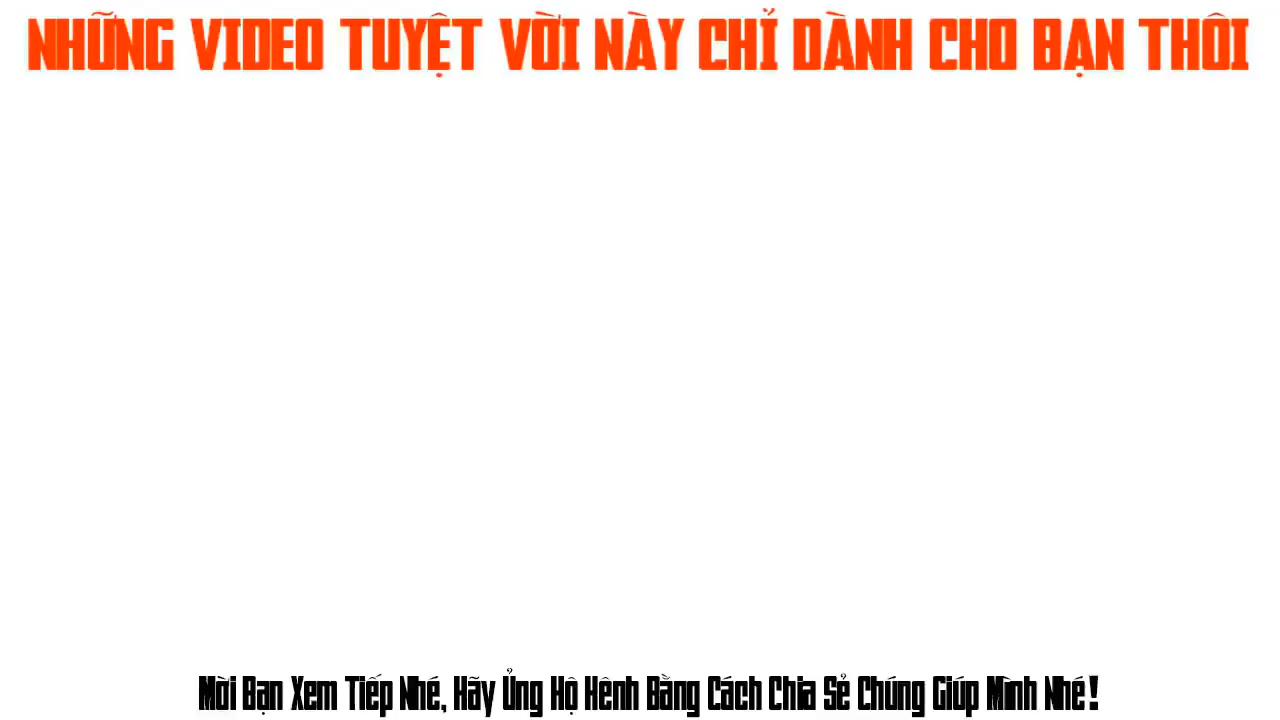 NHỮNG VIDEO TUYỆT VỜI NÀY CHỈ DÀNH CHO BẠN THÔI
Mời Bạn Xem Tiếp Nhé, Hãy Ủng Hộ Kênh Bằng Cách Chia Sẻ Chúng Giúp Mình Nhé!